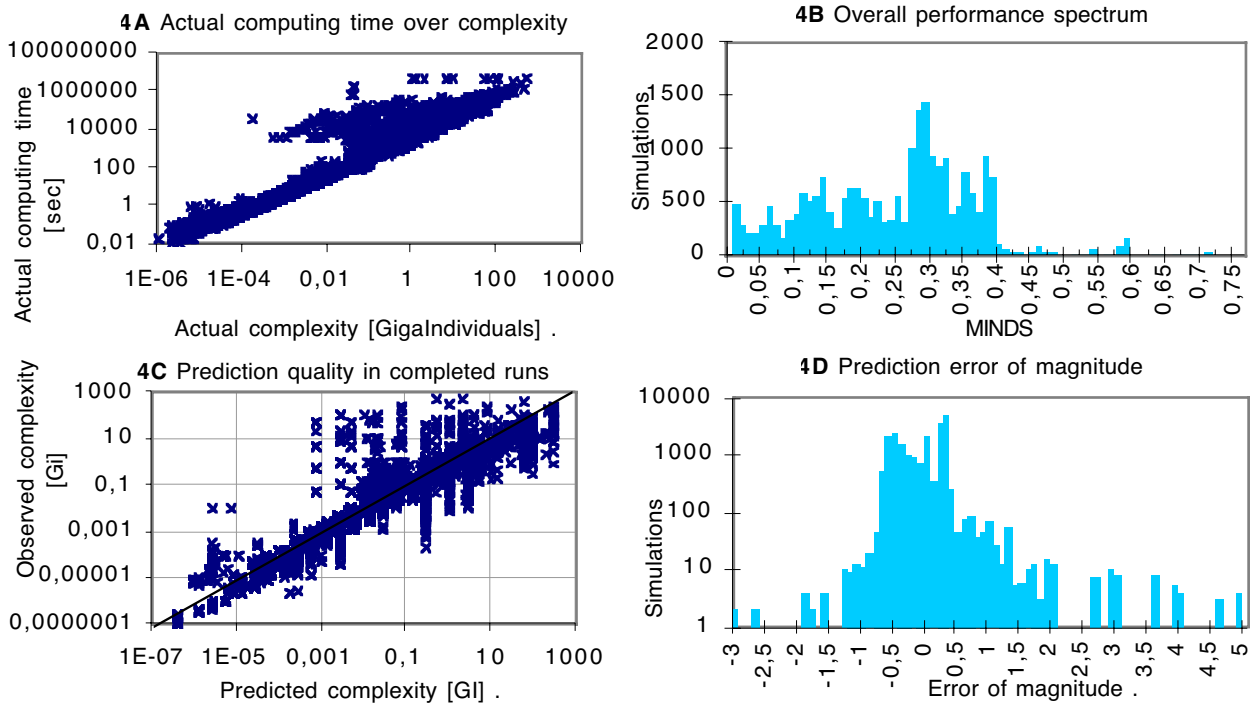 4A Actual computing time over complexity
100000000
1000000
10000
100
1
0,01
Actual computing time
[sec]
1E-06 1E-04 0,01 1 100 10000
Actual complexity [GigaIndividuals] .
4B Overall performance spectrum
2000
1500
1000
500
0
Simulations.
0 0,05 0,1 0,15 0,2 0,25 0,3 0,35 0,4 0,45 0,5 0,55 0,6 0,65 0,7 0,75
MINDS
4C Prediction quality in completed runs
1000
10
0,1
0,001
0,00001
0,0000001
Observed complexity
[Gi]
1E-07 1E-05 0,001 0,1 10 1000
Predicted complexity [GI] .
4D Prediction error of magnitude
10000
1000
100
10
1
Simulations
-3 -2,5 -2 -1,5 -1 -0,5 0 0,5 1 1,5 2 2,5 3 3,5 4 4,5 5
Error of magnitude .